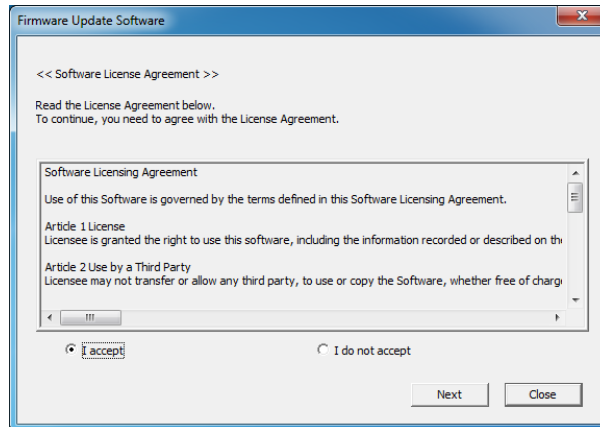 Firmware Update Software
<< Software License Agreement >>
Read the License Agreement below.
To continue, you need to agree with the License Agreement.
Software Licensing Agreement
Use of this Software is governed by the terms defined in this Software Licensing Agreement.
Article 1 License
Licensee is granted the right to use this software, including the information recorded or described on the
Article 2 Use by a Third Party
Licensee may not transfer or allow any third party, to use or copy the Software, whether free of charg
I accept
I do not accept
Next
Close